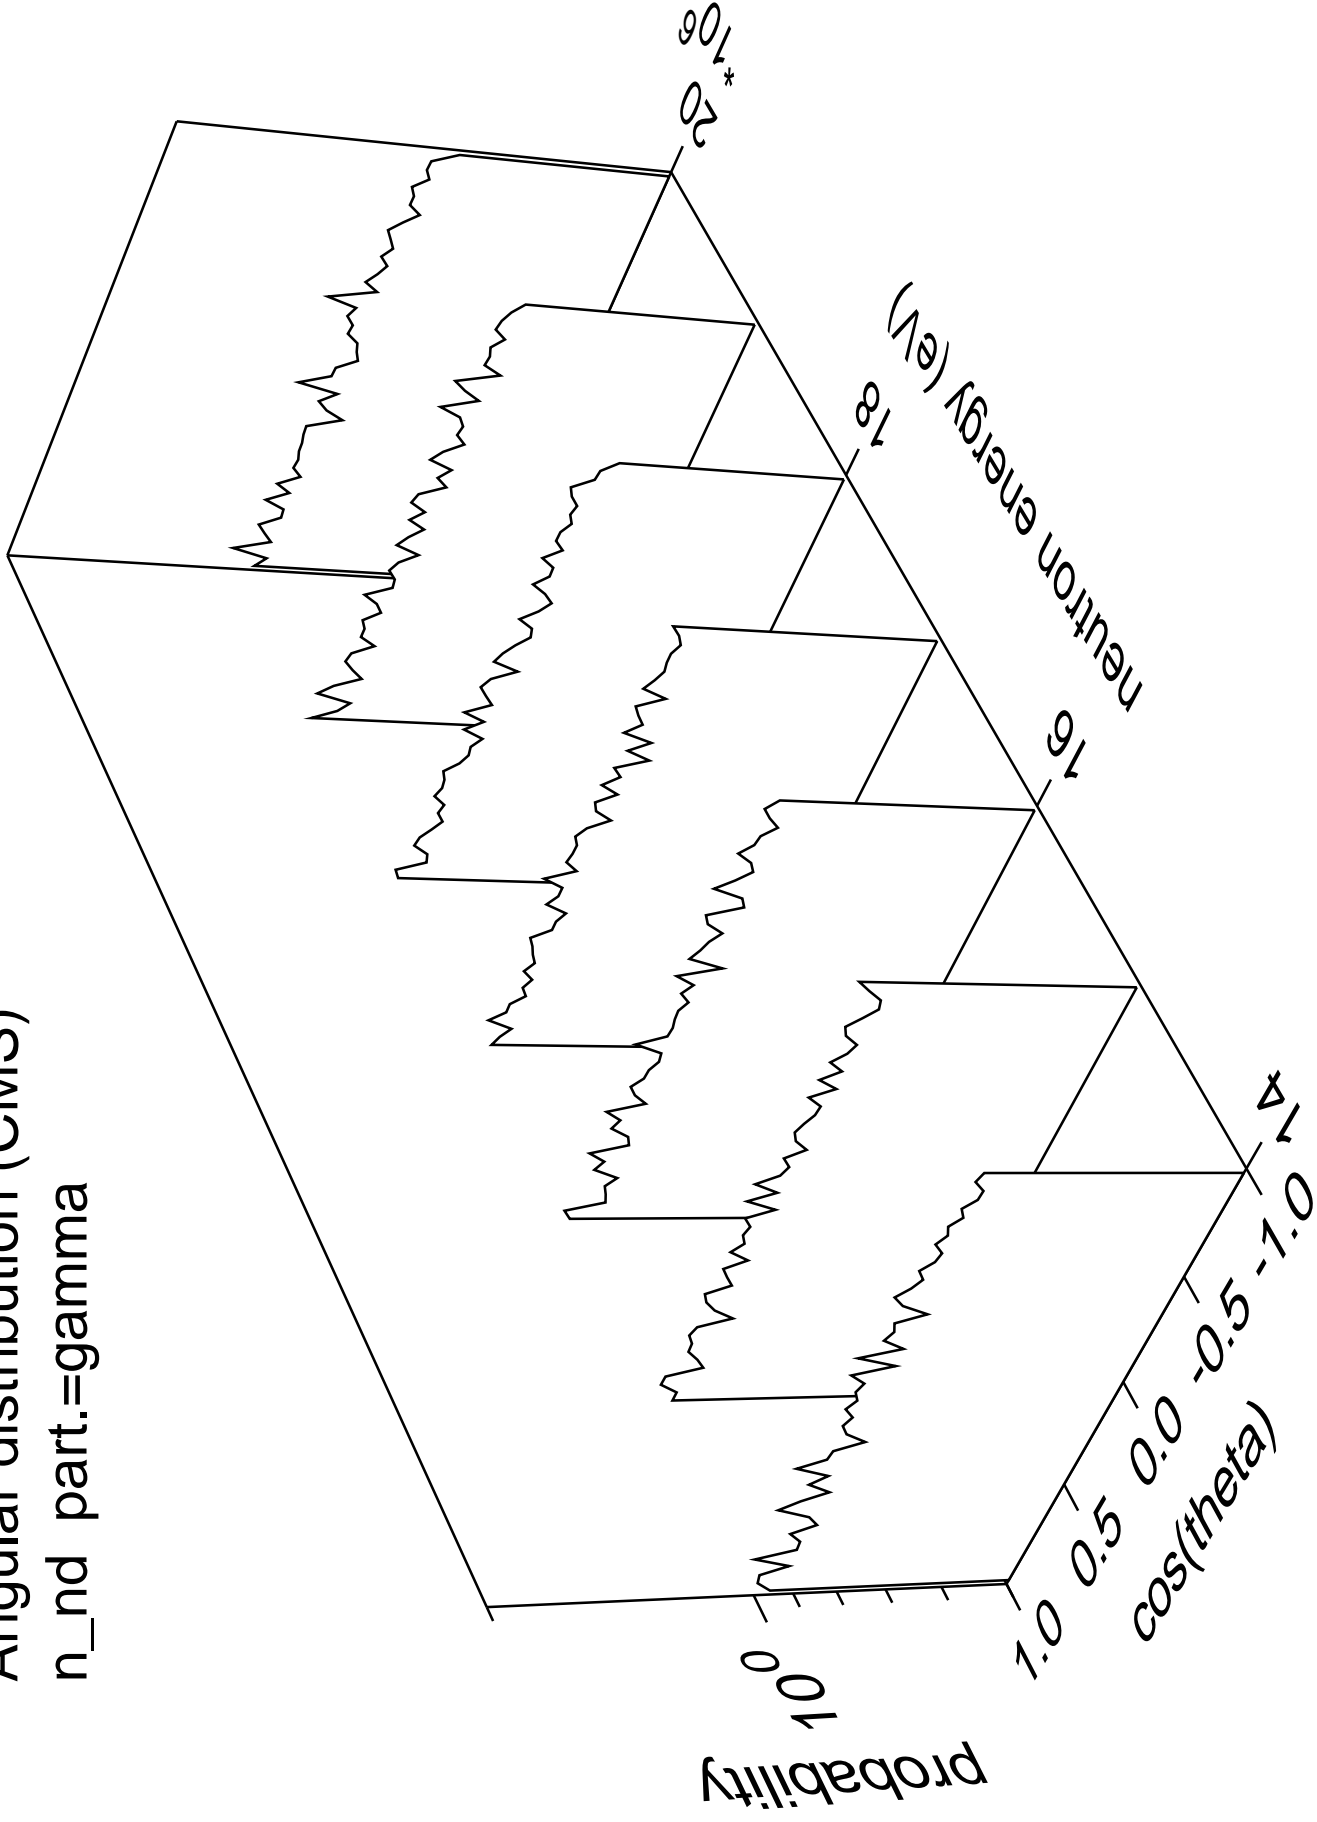 Angular distribution (CMS)
n_nd part.=gamma
probability
10 0
1.0 0.5 0.0 -0.5 -1.0
cos(theta)
14 16 18 20
*10 6
neutron energy (eV)